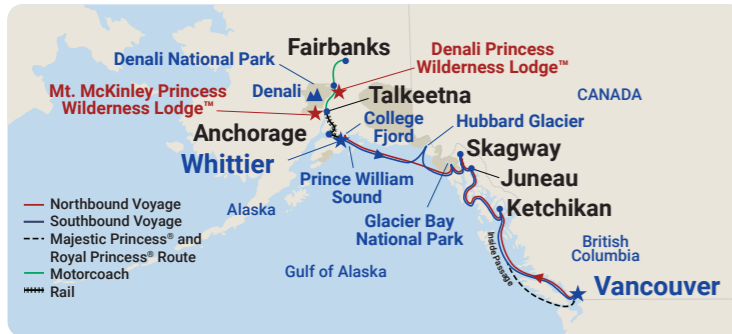 Fairbanks
Denali National Park
Denali Princess
Wilderness Lodge™
Denali
Mt. McKinley Princess
Wilderness Lodge™
Talkeetna
CANADA
College
Fjord
Hubbard Glacier
Anchorage
Whittier
Skagway
Prince William
Sound
Juneau
Glacier Bay
National Park
Ketchikan
Alaska
Northbound Voyage
Southbound Voyage
Majestic Princess® and
Royal Princess® Route
Motorcoach
Rail
Gulf of Alaska
Inside Passage
British
Columbia
Vancouver